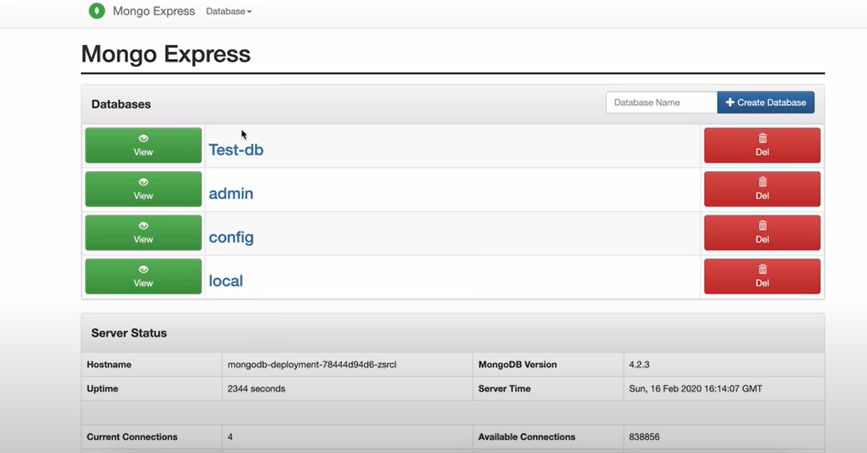 Mongo Express Database
Mongo Express
Databases Database Name + Create Database
View Test-db Del
View admin Del
View config Del
View local Del
Server Status
Hostname mongodb-deployment-78444d94d6-zsrcl MongoDB Version 4.2.3
Uptime 2344 seconds Server Time Sun, 16 Feb 2020 16:14:07 GMT
Current Connections 4 Available Connections 838856